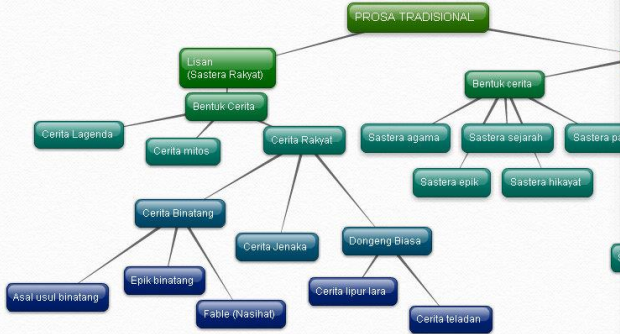 PROSA TRADISIONAL
Lisan
(Sastera Rakyat)
Bentuk Cerita
Bentuk cerita
Cerita Lagenda
Cerita mitos
Cerita Rakyat
Sastera agama
Sastera sejarah
Sastera
Sastera epik
Sastera hikayat
Cerita Binatang
Cerita Jenaka
Dongeng Biasa
Asal usul binatang
Epik binatang
Fable (Nasihat)
Cerita lipur lara
Cerita teladan